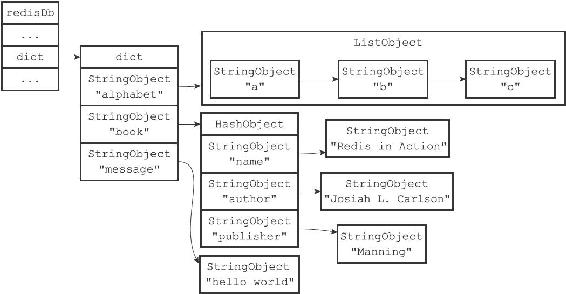 redisDb
...
dict
...
dict
StringObject
"alphabet"
StringObject
"book"
StringObject
"message"
ListObject
StringObject
"a"
StringObject
"b"
StringObject
"c"
HashObject
StringObject
"name"
StringObject
"author"
StringObject
"publisher"
StringObject
"Redis in Action"
StringObject
"Josiah L. Carlson"
StringObject
"Manning"
StringObject
"hello world"